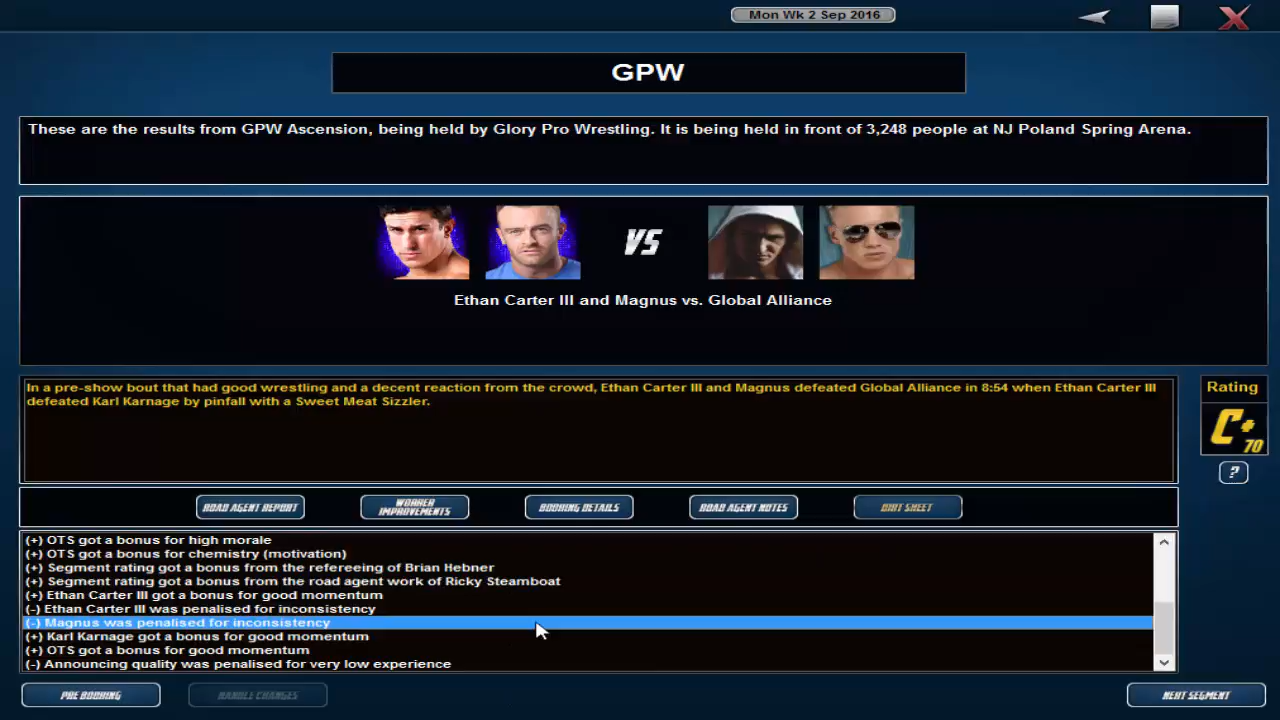 Mon Wk 2 Sep 2016
GPW
These are the results from GPW Ascension, being held by Glory Pro Wrestling. It is being held in front of 3,248 people at NJ Poland Spring Arena.
VS
Ethan Carter III and Magnus vs. Global Alliance
In a pre-show bout that had good wrestling and a decent reaction from the crowd, Ethan Carter III and Magnus defeated Global Alliance in 8:54 when Ethan Carter III
defeated Karl Karnage by pinfall with a Sweet Meat Sizzler.
Rating
C+
70
?
ROAD AGENT REPORT
WORKER
IMPROVEMENTS
BOOKING DETAILS
ROAD AGENT NOTES
DIRT SHEET
(+) OTS got a bonus for high morale
(+) OTS got a bonus for chemistry (motivation)
(+) Segment rating got a bonus from the refereeing of Brian Hebner
(+) Segment rating got a bonus from the road agent work of Ricky Steamboat
(+) Ethan Carter III got a bonus for good momentum
(-) Ethan Carter III was penalised for inconsistency
(-) Magnus was penalised for inconsistency
(+) Karl Karnage got a bonus for good momentum
(+) OTS got a bonus for good momentum
(-) Announcing quality was penalised for very low experience
PRE BOOKING
HANDLE CHANGES
NEXT SEGMENT